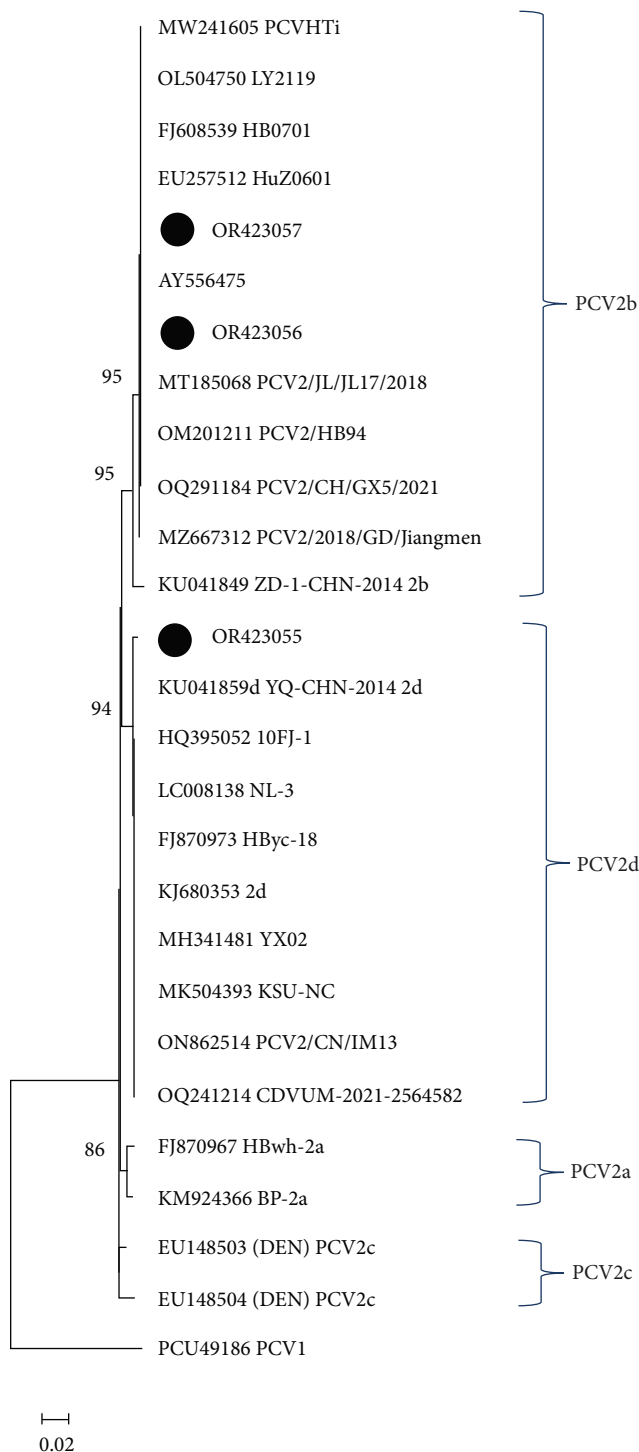 MW241605 PCVHTi
OL504750 LY2119
FJ608539 HB0701
EU257512 HuZ0601
OR423057
AY556475
PCV2b
OR423056
95
MT185068 PCV2/JL/JL17/2018
OM201211 PCV2/HB94
95
OQ291184 PCV2/CH/GX5/2021
MZ667312 PCV2/2018/GD/Jiangmen
KU041849 ZD-1-CHN-2014 2b
OR423055
KU041859d YQ-CHN-2014 2d
94
HQ395052 10FJ-1
LC008138 NL-3
FJ870973 HByc-18
PCV2d
KJ680353 2d
MH341481 YX02
MK504393 KSU-NC
ON862514 PCV2/CN/IM13
OQ241214 CDVUM-2021-2564582
86
FJ870967 HBwh-2a
PCV2a
KM924366 BP-2a
EU148503 (DEN) PCV2c
PCV2c
EU148504 (DEN) PCV2c
PCU49186 PCV1
0.02